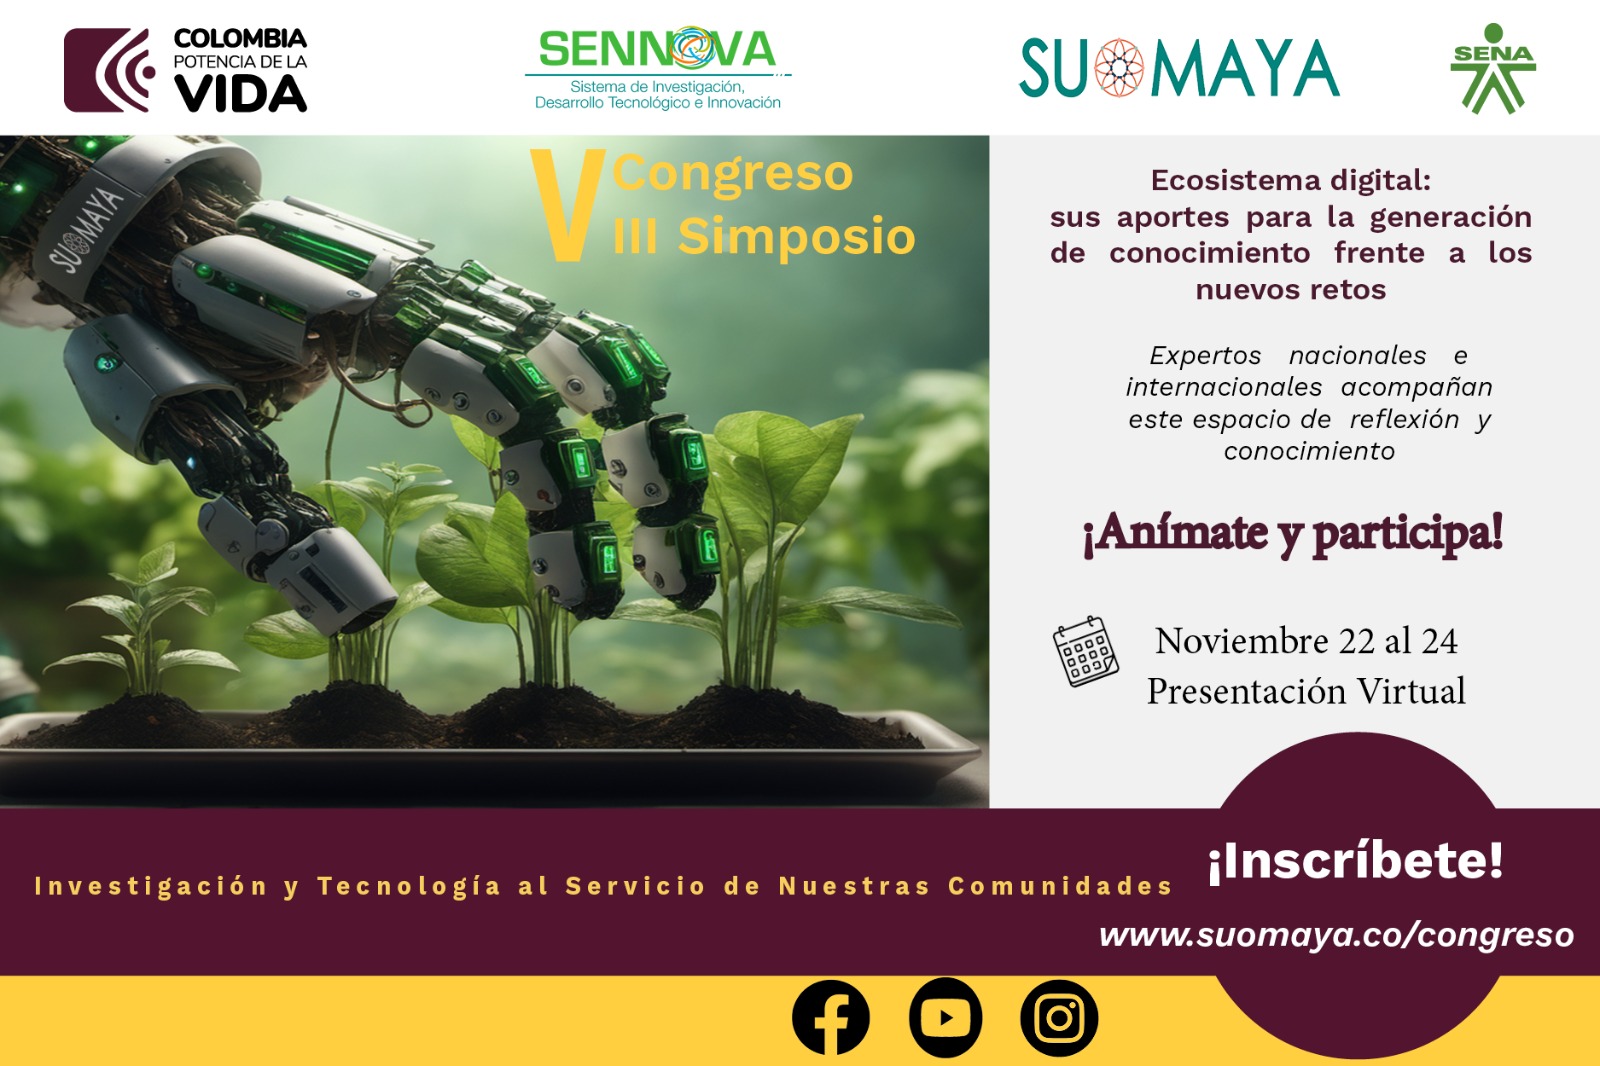 COLOMBIA
POTENCIA DE LA
VIDA
SENNOVA
Sistema de Investigación,
Desarrollo Tecnológico e Innovación
SUOMAYA
SENA
SUOMAYA
V Congreso
III Simposio
Ecosistema digital:
sus aportes para la generación
de conocimiento frente a los
nuevos retos
Expertos nacionales e
internacionales acompañan
este espacio de reflexión y
conocimiento
¡Anímate y participa!
Noviembre 22 al 24
Presentación Virtual
Investigación y Tecnología al Servicio de Nuestras Comunidades
¡Inscríbete!
www.suomaya.co/congreso